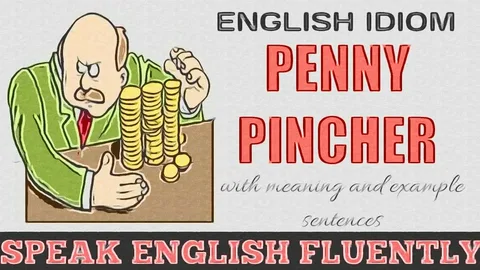 ENGLISH IDIOM
PENNY
PINCHER
with meaning and example
sentences
SPEAK ENGLISH FLUENTLY